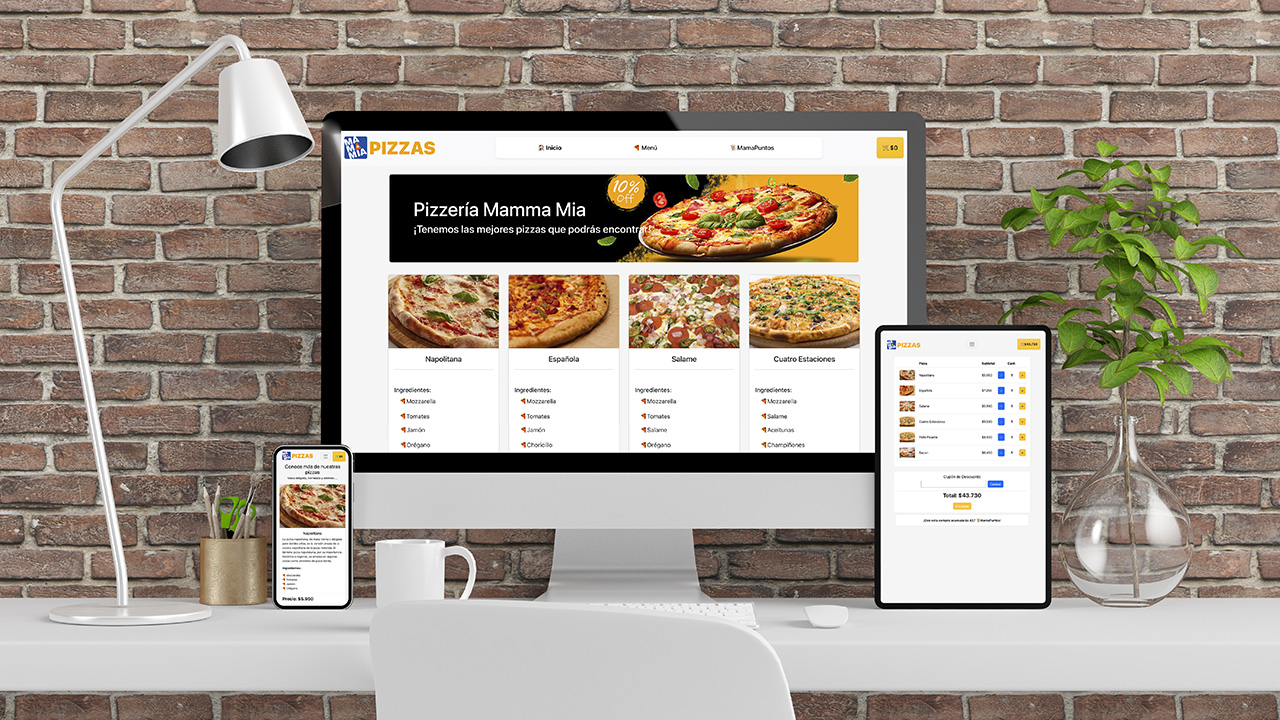 MA
MA
MIA
PIZZAS
Inicio
Menú
MamaPuntos
$0
10%
Off
Pizzería Mamma Mia
¡Tenemos las mejores pizzas que podrás encontrar!
Napolitana
Española
Salame
Cuatro Estaciones
Ingredientes:
Mozzarella
Tomates
Jamón
Orégano
Ingredientes:
Mozzarella
Tomates
Jamón
Choricillo
Ingredientes:
Mozzarella
Tomates
Salame
Orégano
Ingredientes:
Mozzarella
Salame
Aceitunas
Champiñones
PIZZAS
Conoce más de nuestras
pizzas
Napolitana
Ingredientes:
Mozzarella
Tomates
Jamón
Orégano
Precio: $5.950
PIZZAS
$43.730
Pizza Subtotal Cant.
Napolitana
Española
Salame
Cuatro Estaciones
Pollo Picante
Bacon
Cupón de Descuento
Total: $43.730